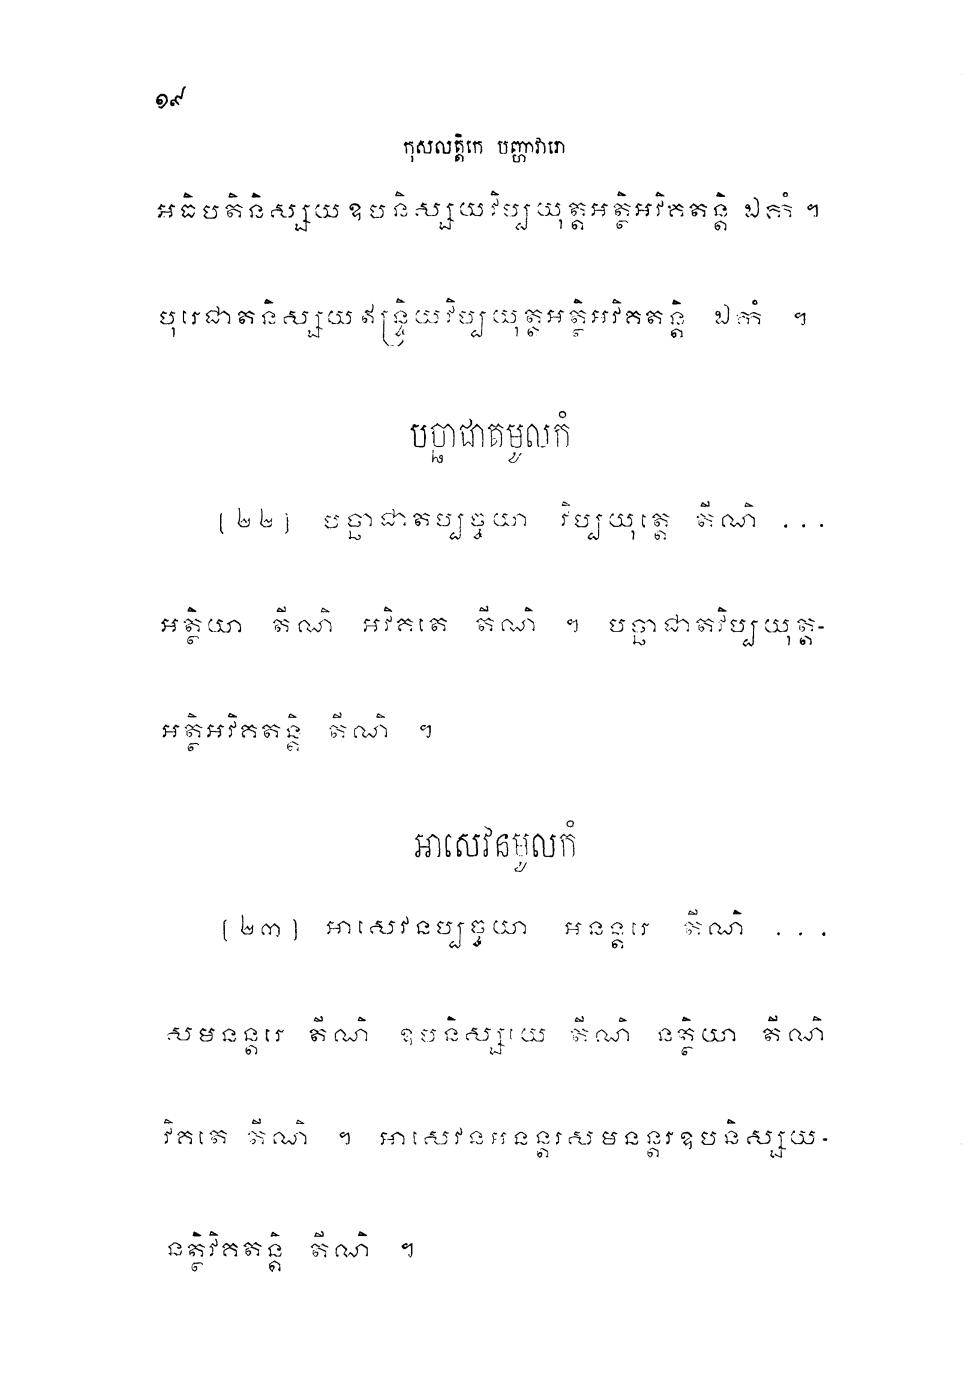 ១៩
កុសលត្តិកេ បញ្ហាវារោ
អធិបតិនិស្សយឧបនិស្សយវិប្បយុត្តអត្ថិអវិគតន្តិ ឯកំ ។
បុរេជាតនិស្សយឥន្ទ្រិយវិប្បយុត្តអត្ថិអវិគតន្តិ ឯកំ ។
បច្ឆាជាតមូលកំ
(២២) បច្ឆាជាតប្បច្ចយា វិប្បយុត្តេ តីណិ ...
អត្ថិយា តីណិ អវិគតេ តីណិ ។ បច្ឆាជាតវិប្បយុត្ត-
អត្ថិអវិគតន្តិ តីណិ ។
អាសេវនមូលកំ
(២៣) អាសេវនប្បច្ចយា អនន្តរេ តីណិ ...
សមនន្តរេ តីណិ ឧបនិស្សយេ តីណិ នត្ថិយា តីណិ
វិគតេ តីណិ ។ អាសេវនអនន្តរសមនន្តរឧបនិស្សយ-
នត្ថិវិគតន្តិ តីណិ ។